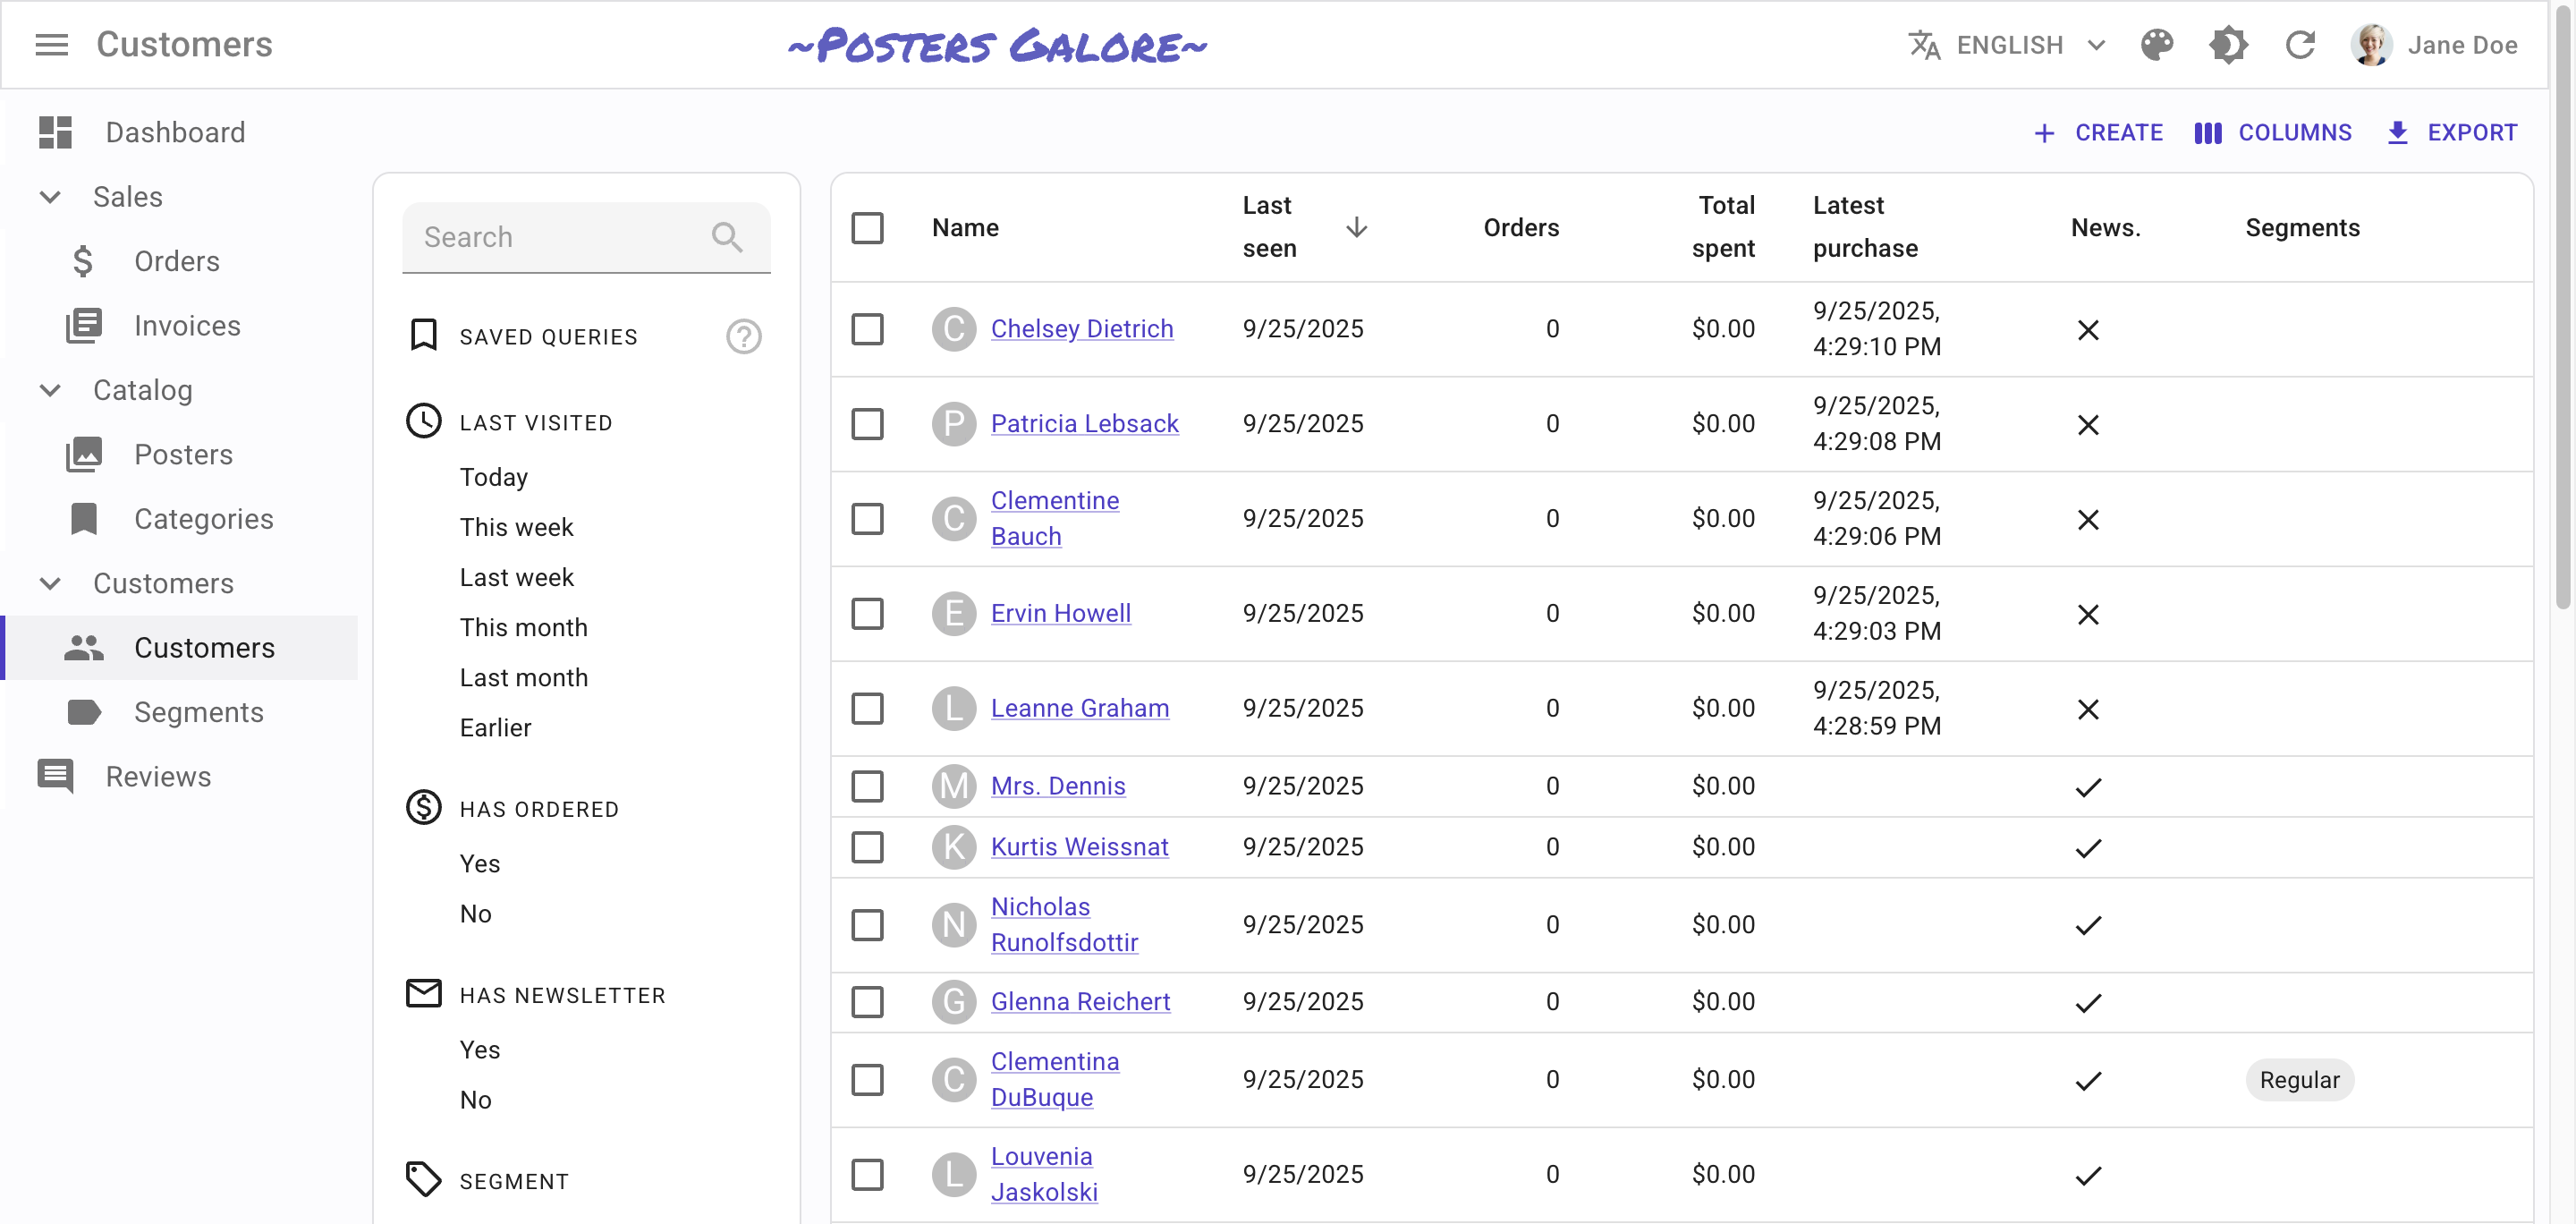 Customers
~Posters Galore~
ENGLISH
Jane Doe
Dashboard
Sales
Orders
Invoices
Catalog
Posters
Categories
Customers
Customers
Segments
Reviews
CREATE
COLUMNS
EXPORT
Search
SAVED QUERIES
?
LAST VISITED
Today
This week
Last week
This month
Last month
Earlier
HAS ORDERED
Yes
No
HAS NEWSLETTER
Yes
No
SEGMENT
Name Last seen Orders Total spent Latest purchase News. Segments
C Chelsey Dietrich 9/25/2025 0 $0.00 9/25/2025, 4:29:10 PM
P Patricia Lebsack 9/25/2025 0 $0.00 9/25/2025, 4:29:08 PM
C Clementine Bauch 9/25/2025 0 $0.00 9/25/2025, 4:29:06 PM
E Ervin Howell 9/25/2025 0 $0.00 9/25/2025, 4:29:03 PM
L Leanne Graham 9/25/2025 0 $0.00 9/25/2025, 4:28:59 PM
M Mrs. Dennis 9/25/2025 0 $0.00
K Kurtis Weissnat 9/25/2025 0 $0.00
N Nicholas Runolfsdottir 9/25/2025 0 $0.00
G Glenna Reichert 9/25/2025 0 $0.00
C Clementina DuBuque 9/25/2025 0 $0.00 Regular
L Louvenia Jaskolski 9/25/2025 0 $0.00